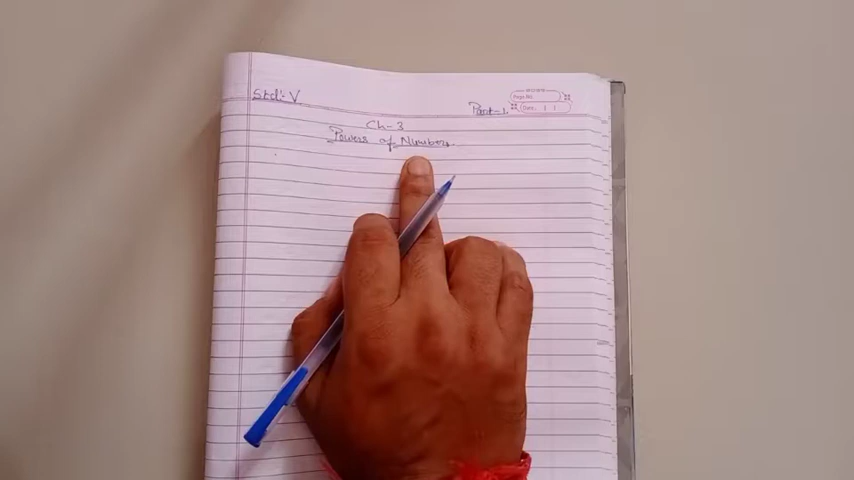 Std:- V
Part-1.
Page No.
Date: / /
Ch-3
Powers of Numbers